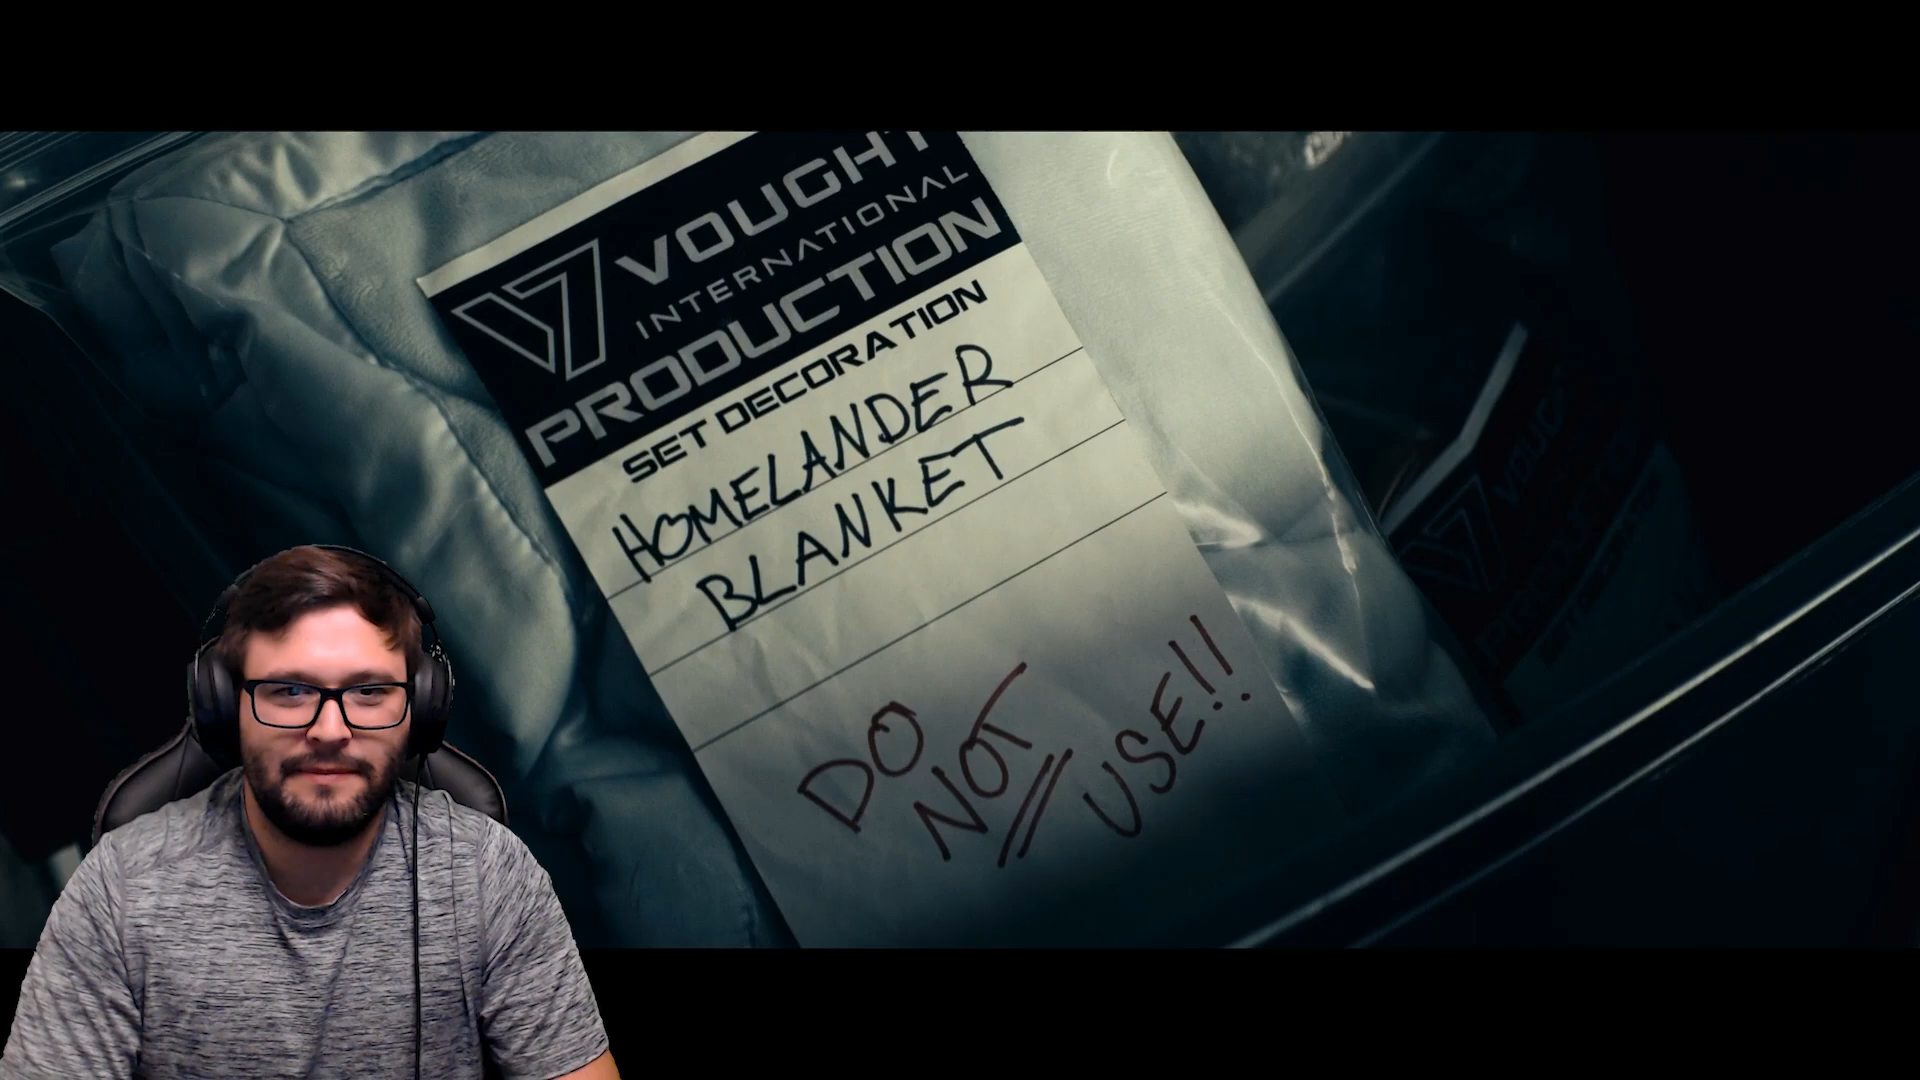 VOUGHT
INTERNATIONAL
PRODUCTION
SET DECORATION
HOMELANDER
BLANKET
DO
NOT
USE!!